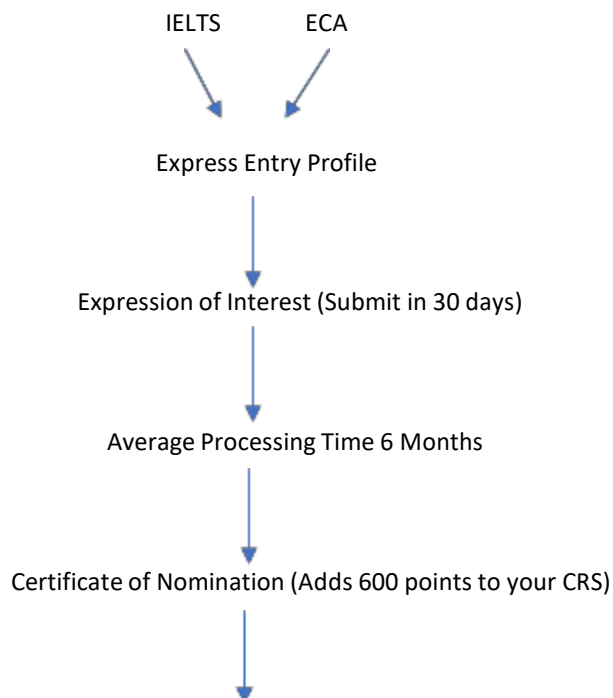 IELTS ECA
Express Entry Profile
Expression of Interest (Submit in 30 days)
Average Processing Time 6 Months
Certificate of Nomination (Adds 600 points to your CRS)